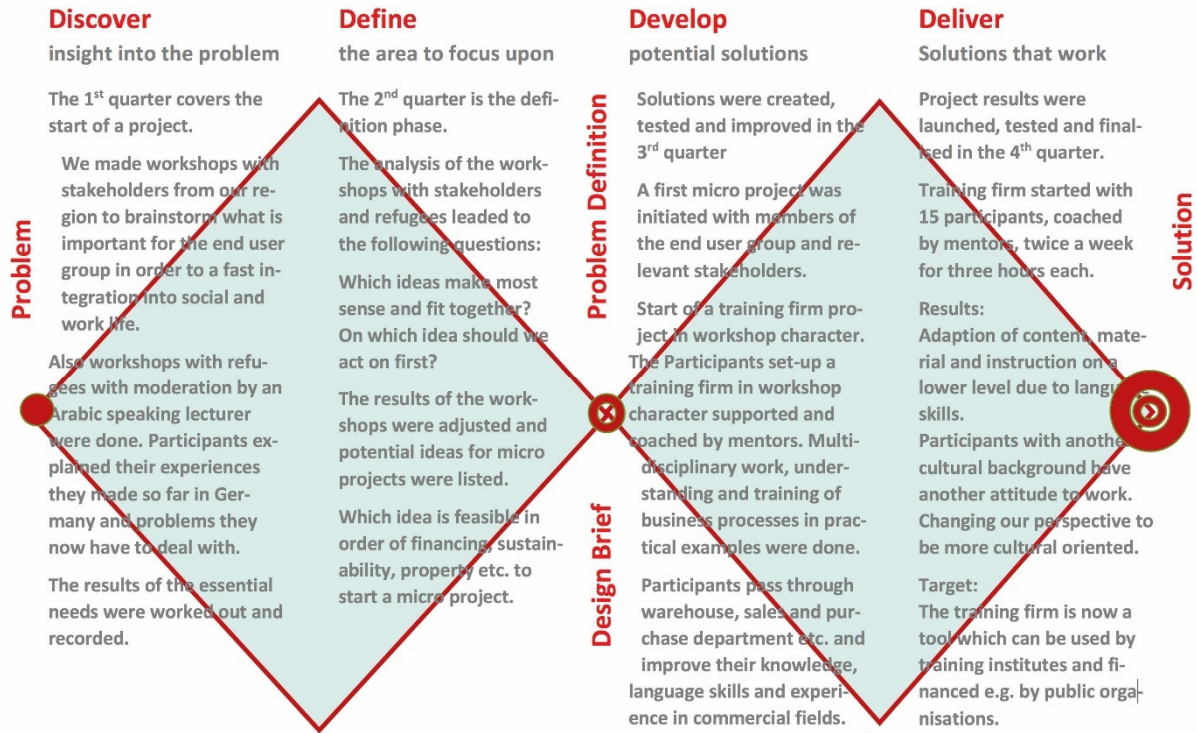 Discover
insight into the problem
The 1st quarter covers the
start of a project.
We made workshops with
stakeholders from our re-
gion to brainstorm what is
important for the end user
group in order to a fast in-
tegration into social and
work life.
Also workshops with refu-
gees with moderation by an
Arabic speaking lecturer
were done. Participants ex-
plained their experiences
they made so far in Ger-
many and problems they
now have to deal with.
The results of the essential
needs were worked out and
recorded.
Problem
Define
the area to focus upon
The 2nd quarter is the defi-
nition phase.
The analysis of the work-
shops with stakeholders
and refugees leaded to
the following questions:
Which ideas make most
sense and fit together?
On which idea should we
act on first?
The results of the work-
shops were adjusted and
potential ideas for micro
projects were listed.
Which idea is feasible in
order of financing, sustain-
ability, property etc. to
start a micro project.
Problem Definition
Design Brief
Develop
potential solutions
Solutions were created,
tested and improved in the
3rd quarter
A first micro project was
initiated with members of
the end user group and re-
levant stakeholders.
Start of a training firm pro-
ject in workshop character.
The Participants set-up a
training firm in workshop
character supported and
coached by mentors. Multi-
disciplinary work, under-
standing and training of
business processes in prac-
tical examples were done.
Participants pass through
warehouse, sales and pur-
chase department etc. and
improve their knowledge,
language skills and experi-
ence in commercial fields.
Deliver
Solutions that work
Project results were
launched, tested and final-
ised in the 4th quarter.
Training firm started with
15 participants, coached
by mentors, twice a week
for three hours each.
Results:
Adaption of content, mate-
rial and instruction on a
lower level due to language
skills.
Participants with another
cultural background have
another attitude to work.
Changing our perspective to
be more cultural oriented.
Target:
The training firm is now a
tool which can be used by
training institutes and fi-
nanced e.g. by public orga-
nisations.
Solution